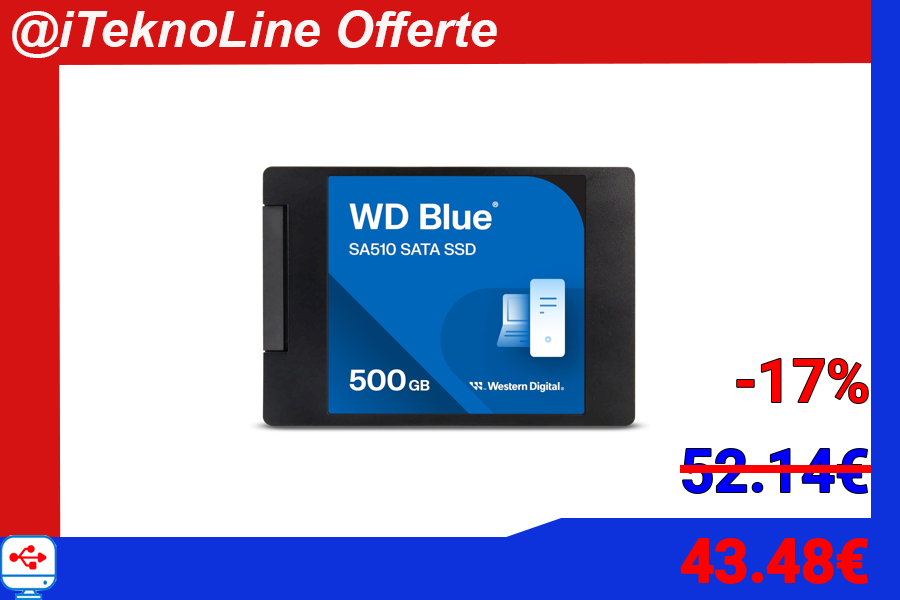 @iTeknoLine Offerte
WD Blue®
SA510 SATA SSD
500GB
Western Digital®
-17%
52.14€
43.48€